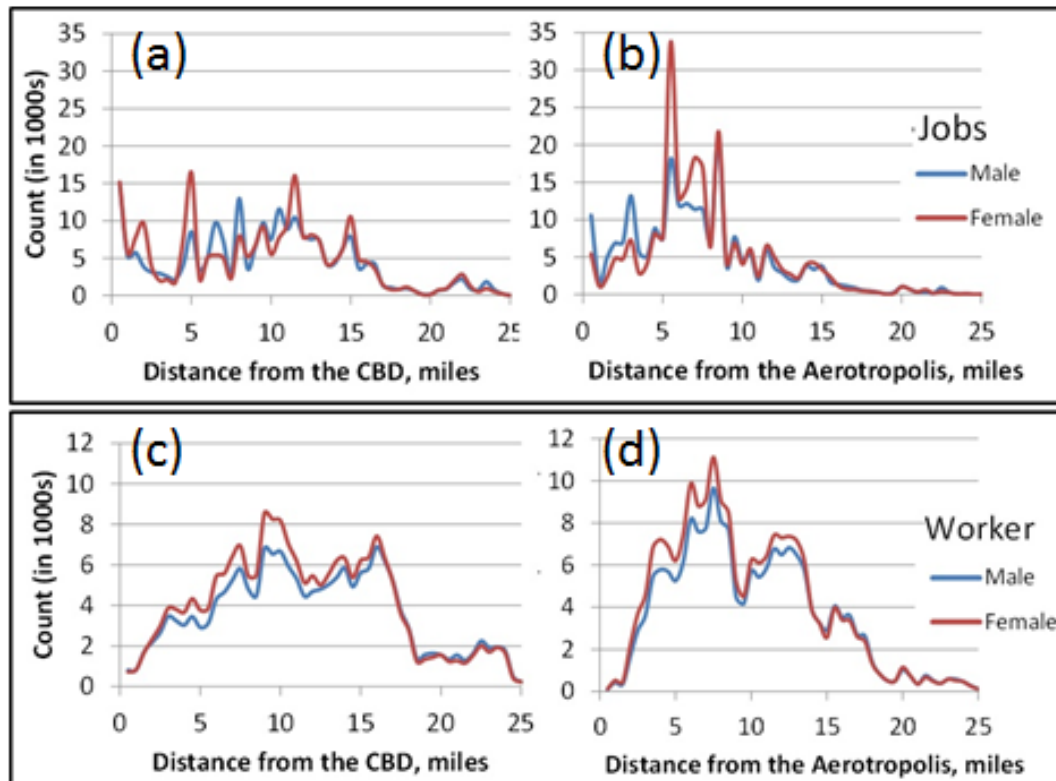 (a)
Count (in 1000s)
35
30
25
20
15
10
5
0
0 5 10 15 20 25
Distance from the CBD, miles
(b)
35
30
25
20
15
10
5
0
0 5 10 15 20 25
Distance from the Aerotropolis, miles
Jobs
Male
Female
(c)
Count (in 1000s)
12
10
8
6
4
2
0
0 5 10 15 20 25
Distance from the CBD, miles
(d)
12
10
8
6
4
2
0
0 5 10 15 20 25
Distance from the Aerotropolis, miles
Worker
Male
Female